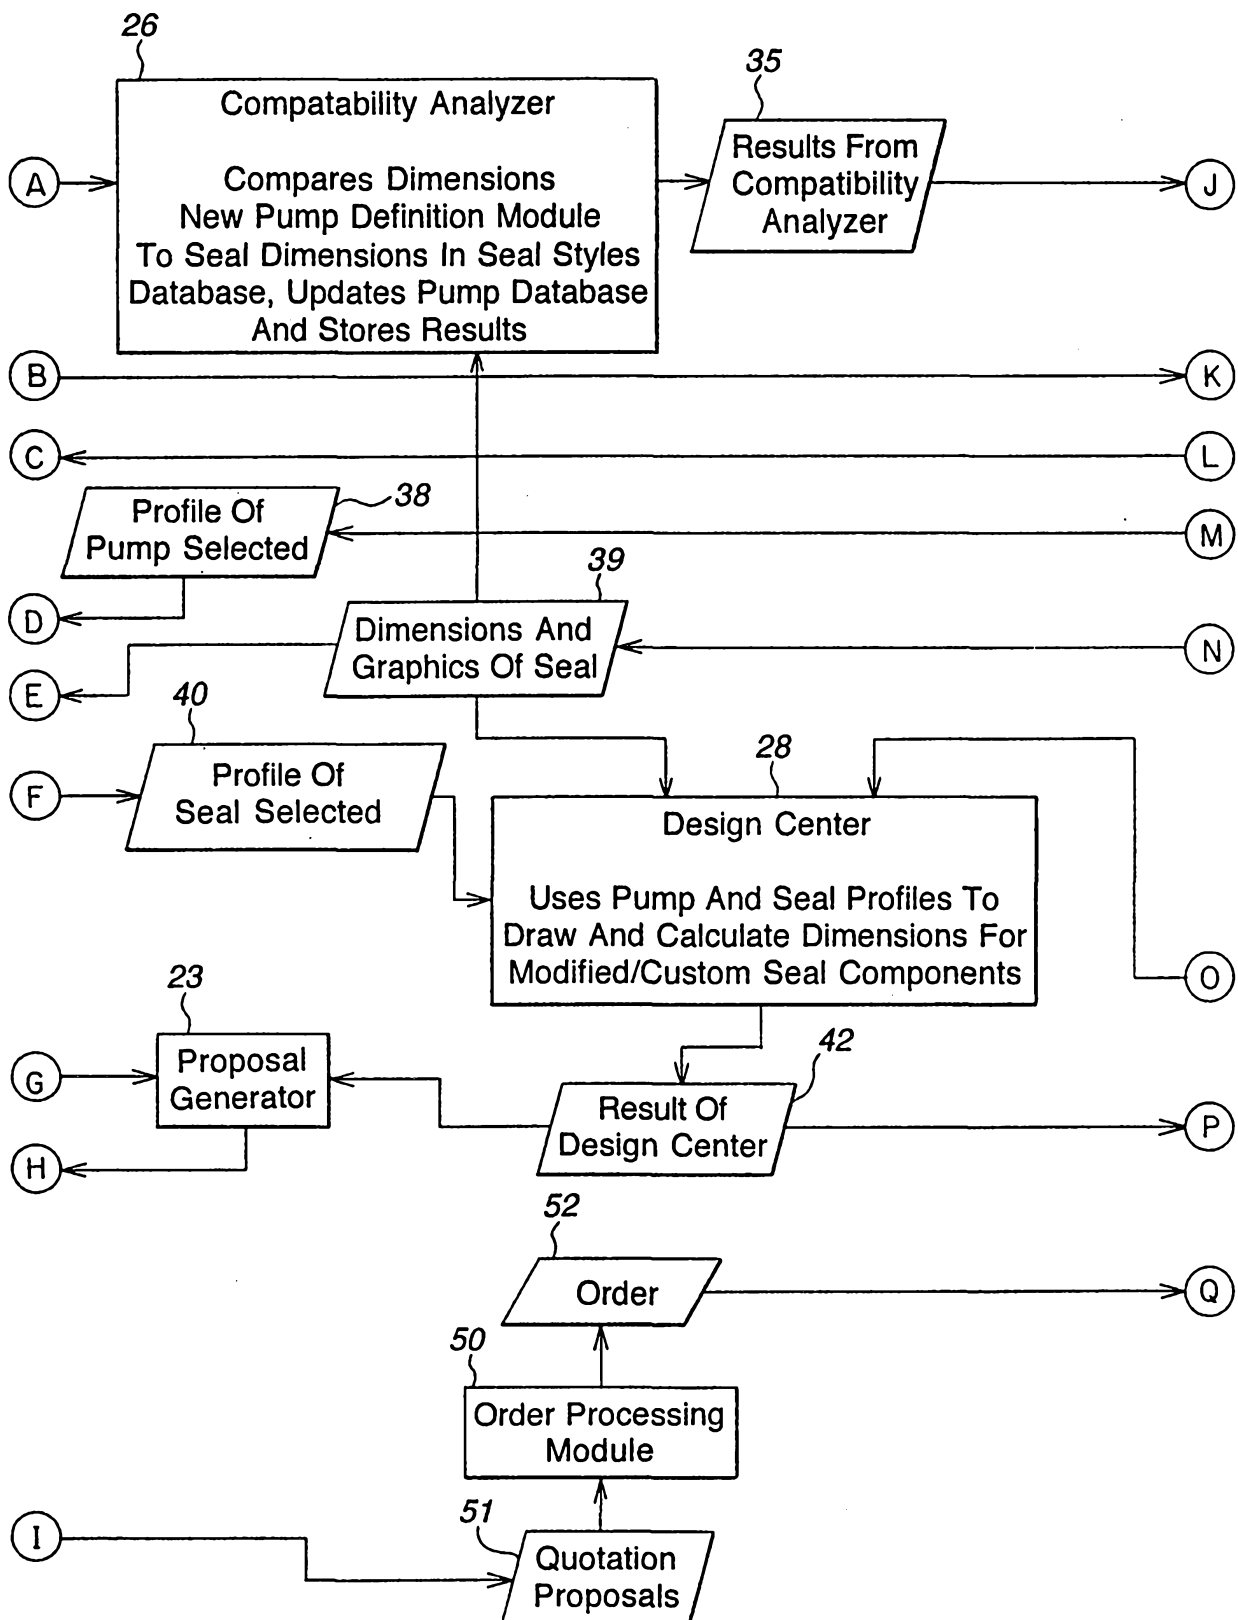 26
Compatability Analyzer
Compares Dimensions
New Pump Definition Module
To Seal Dimensions In Seal Styles
Database, Updates Pump Database
And Stores Results
35
Results From
Compatibility
Analyzer
A
J
B
K
C
L
38
Profile Of
Pump Selected
M
D
39
Dimensions And
Graphics Of Seal
N
E
40
Profile Of
Seal Selected
F
28
Design Center
Uses Pump And Seal Profiles To
Draw And Calculate Dimensions For
Modified/Custom Seal Components
O
23
Proposal
Generator
G
H
42
Result Of
Design Center
P
52
Order
Q
50
Order Processing
Module
51
Quotation
Proposals
I